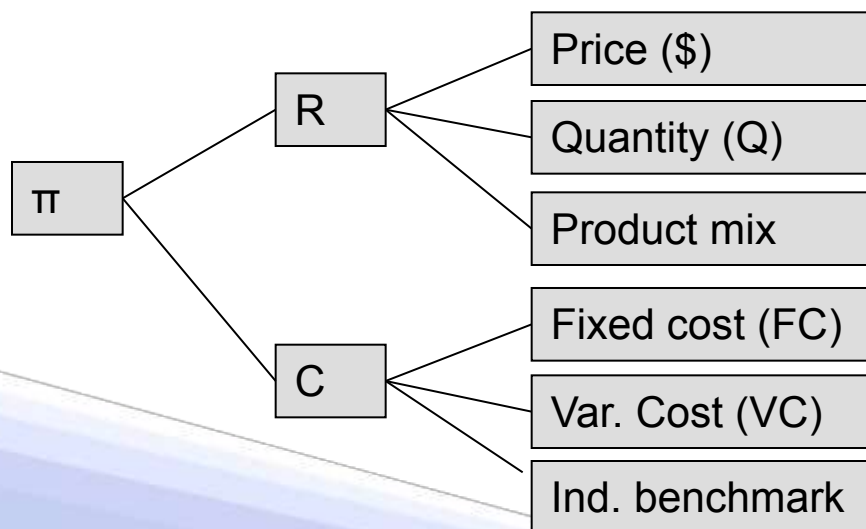 π
R
C
Price ($)
Quantity (Q)
Product mix
Fixed cost (FC)
Var. Cost (VC)
Ind. benchmark